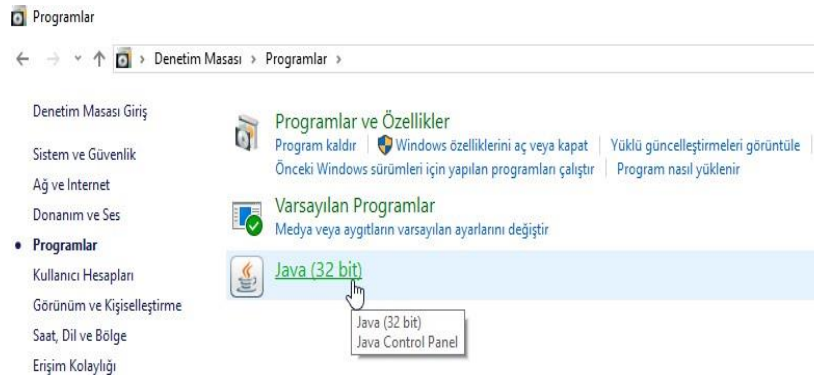 Programlar
Denetim Masası > Programlar >
Denetim Masası Giriş
Sistem ve Güvenlik
Ağ ve Internet
Donanım ve Ses
Programlar
Kullanıcı Hesapları
Görünüm ve Kişiselleştirme
Saat, Dil ve Bölge
Erişim Kolaylığı
Programlar ve Özellikler
Program kaldır | Windows özelliklerini aç veya kapat | Yüklü güncelleştirmeleri görüntüle |
Önceki Windows sürümleri için yapılan programları çalıştır | Program nasıl yüklenir
Varsayılan Programlar
Medya veya aygıtların varsayılan ayarlarını değiştir
Java (32 bit)
Java (32 bit)
Java Control Panel